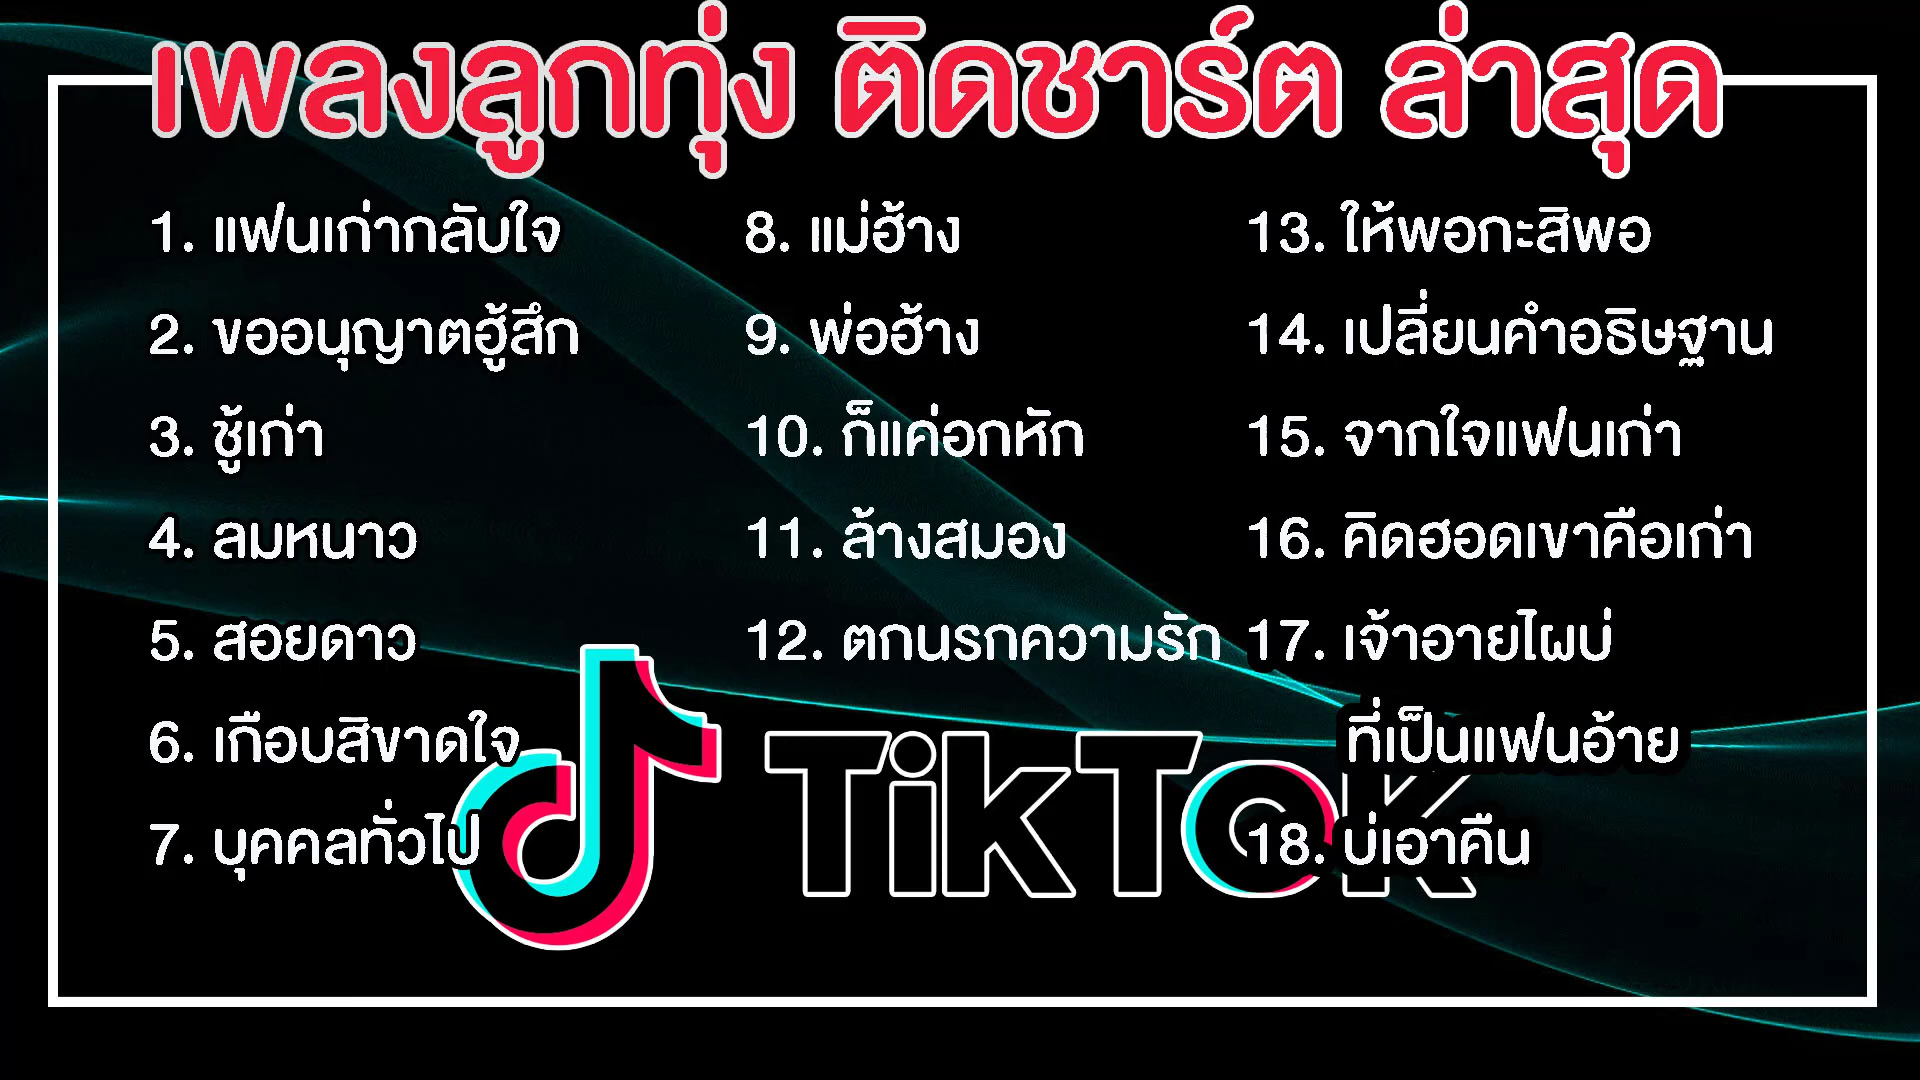 เพลงลูกทุ่ง ติดชาร์ต ล่าสุด
1. แฟนเก่ากลับใจ
2. ขออนุญาตฮู้สึก
3. ชู้เก่า
4. ลมหนาว
5. สอยดาว
6. เกือบสิขาดใจ
7. บุคคลทั่วไป
8. แม่ฮ้าง
9. พ่อฮ้าง
10. ก็แค่อกหัก
11. ล้างสมอง
12. ตกนรกความรัก
13. ให้พอกะสิพอ
14. เปลี่ยนคำอธิษฐาน
15. จากใจแฟนเก่า
16. คิดฮอดเขาคือเก่า
17. เจ้าอายไผบ่
ที่เป็นแฟนอ้าย
18. บ่เอาคืน
TikTok